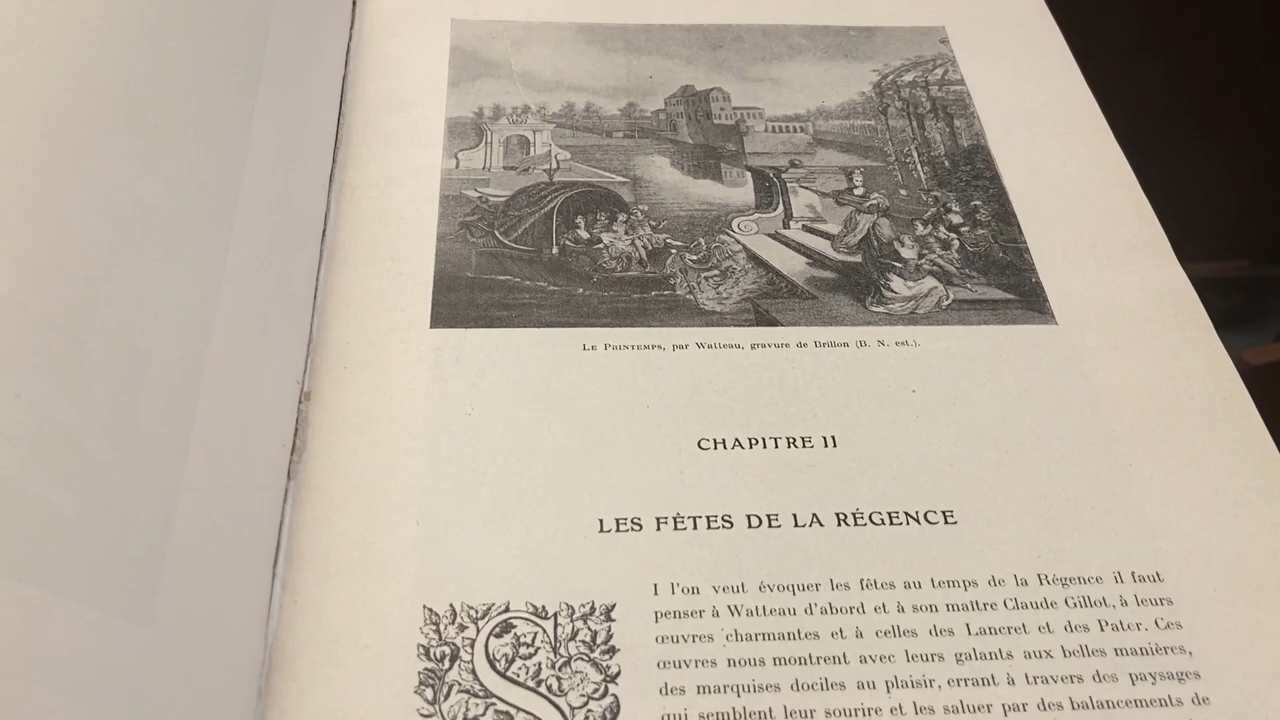 LE PRINTEMPS, par Watteau, gravure de Brillon (B. N. est.).
CHAPITRE II
LES FÊTES DE LA RÉGENCE
SI l'on veut évoquer les fêtes au temps de la Régence il faut
penser à Watteau d'abord et à son maître Claude Gillot, à leurs
œuvres charmantes et à celles des Lancret et des Pater. Ces
œuvres nous montrent avec leurs galants aux belles manières,
des marquises dociles au plaisir, errant à travers des paysages
qui semblent leur sourire et les saluer par des balancements de